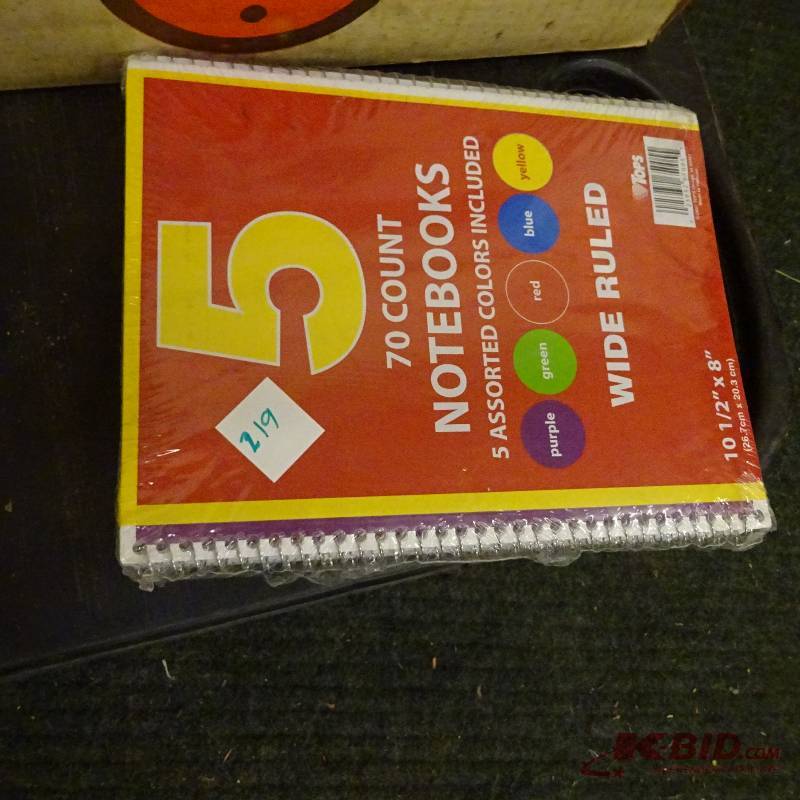 5
70 COUNT
NOTEBOOKS
5 ASSORTED COLORS INCLUDED
purple
green
red
blue
yellow
WIDE RULED
10 1/2" x 8"
(26.7cm x 20.3 cm)
TOPS
219
K-BID.COM